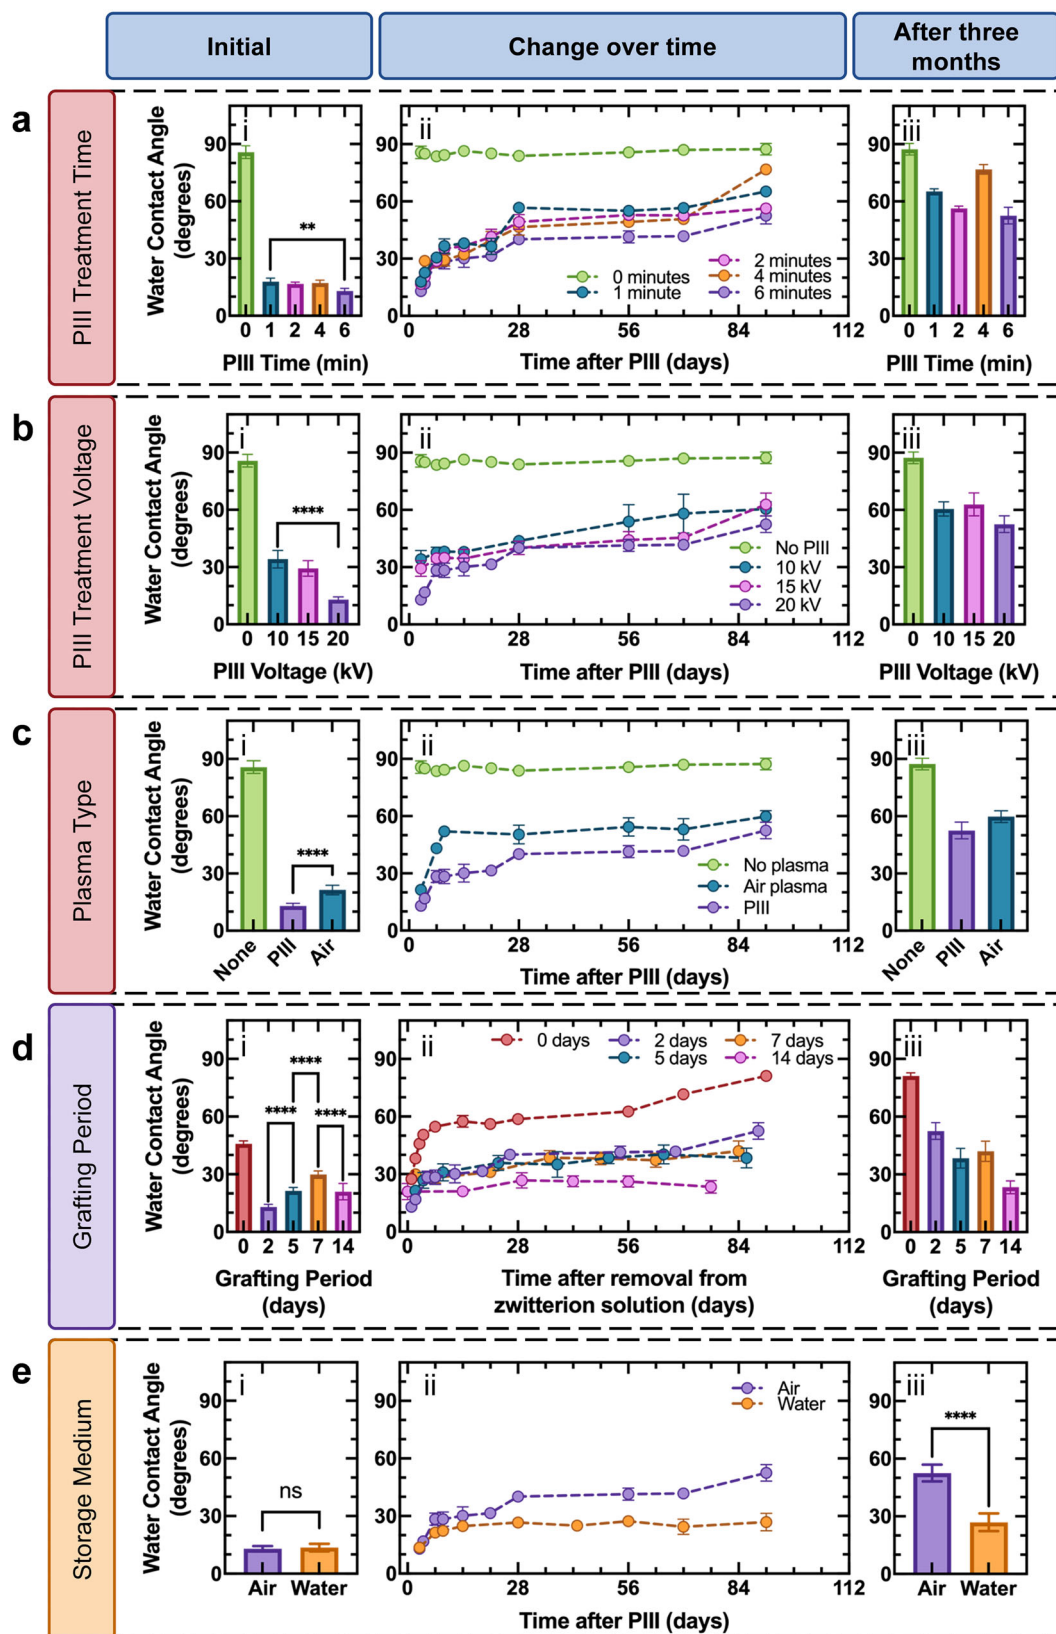 Initial
Change over time
After three
months
a
PIII Treatment Time
Water Contact Angle
(degrees)
90
60
30
0
i
**
0 1 2 4 6
PIII Time (min)
ii
0 minutes
1 minute
2 minutes
4 minutes
6 minutes
90
60
30
0
0 28 56 84 112
Time after PIII (days)
iii
90
60
30
0
0 1 2 4 6
PIII Time (min)
b
PIII Treatment Voltage
Water Contact Angle
(degrees)
90
60
30
0
i
****
0 10 15 20
PIII Voltage (kV)
ii
90
60
30
0
No PIII
10 kV
15 kV
20 kV
0 28 56 84 112
Time after PIII (days)
iii
90
60
30
0
0 10 15 20
PIII Voltage (kV)
c
Plasma Type
Water Contact Angle
(degrees)
90
60
30
0
i
****
None PIII Air
ii
90
60
30
0
No plasma
Air plasma
PIII
0 28 56 84 112
Time after PIII (days)
iii
90
60
30
0
None PIII Air
d
Grafting Period
Water Contact Angle
(degrees)
90
60
30
0
i
****
****
****
0 2 5 7 14
Grafting Period
(days)
ii
0 days
2 days
5 days
7 days
14 days
90
60
30
0
0 28 56 84 112
Time after removal from
zwitterion solution (days)
iii
90
60
30
0
0 2 5 7 14
Grafting Period
(days)
e
Storage Medium
Water Contact Angle
(degrees)
90
60
30
0
i
ns
Air Water
ii
Air
Water
90
60
30
0
0 28 56 84 112
Time after PIII (days)
iii
****
90
60
30
0
Air Water